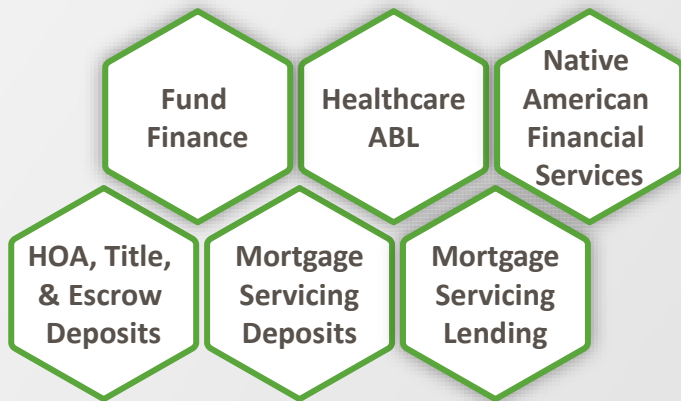 Fund
Finance
Healthcare
ABL
Native
American
Financial
Services
HOA, Title,
& Escrow
Deposits
Mortgage
Servicing
Deposits
Mortgage
Servicing
Lending